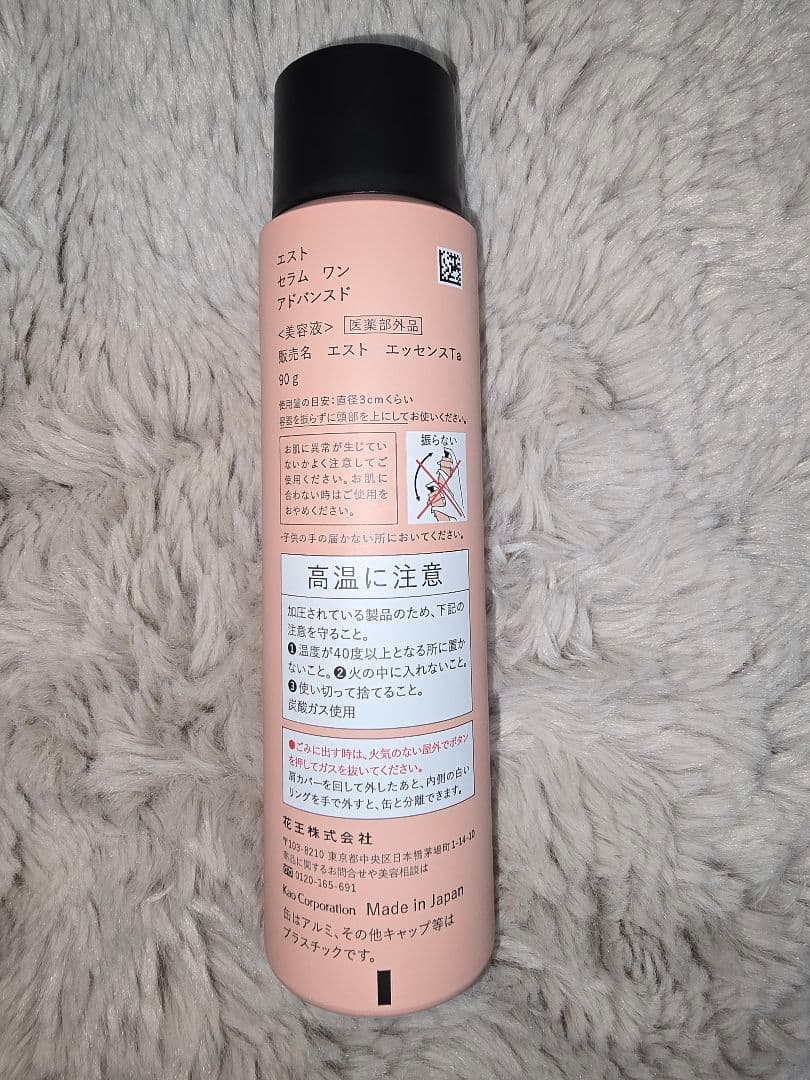 エスト
セラム ワン
アドバンスド
<美容液> 医薬部外品
販売名 エスト エッセンスTa
90g
使用量の目安:直径3cmくらい
容器を振らずに頭部を上にしてお使いください。
お肌に異常が生じてい
ないかよく注意してご
使用ください。お肌に
合わない時はご使用を
おやめください。
振らない
・子供の手の届かない所においてください。
高温に注意
加圧されている製品のため、下記の
注意を守ること。
❶温度が40度以上となる所に置か
ないこと。❷火の中に入れないこと。
❸使い切って捨てること。
炭酸ガス使用
●ごみに出す時は、火気のない屋外でボタン
を押してガスを抜いてください。
肩カバーを回して外したあと、内側の白い
リングを手で外すと、缶と分離できます。
花王株式会社
〒103-8210 東京都中央区日本橋茅場町1-14-10
商品に関するお問合せや美容相談は
0120-165-691
Kao Corporation Made in Japan
缶はアルミ、その他キャップ等は
プラスチックです。